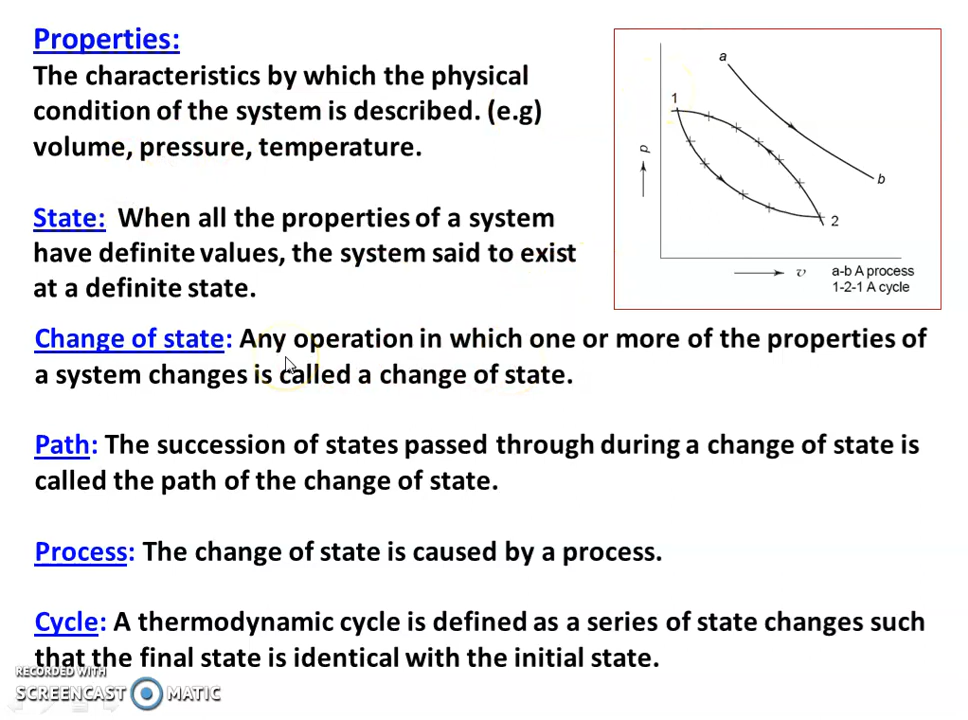 Properties:
The characteristics by which the physical
condition of the system is described. (e.g)
volume, pressure, temperature.
State: When all the properties of a system
have definite values, the system said to exist
at a definite state.
a
1
p
b
2
v
a-b A process
1-2-1 A cycle
Change of state: Any operation in which one or more of the properties of
a system changes is called a change of state.
Path: The succession of states passed through during a change of state is
called the path of the change of state.
Process: The change of state is caused by a process.
Cycle: A thermodynamic cycle is defined as a series of state changes such
that the final state is identical with the initial state.
RECORDED WITH
SCREENCAST MATIC